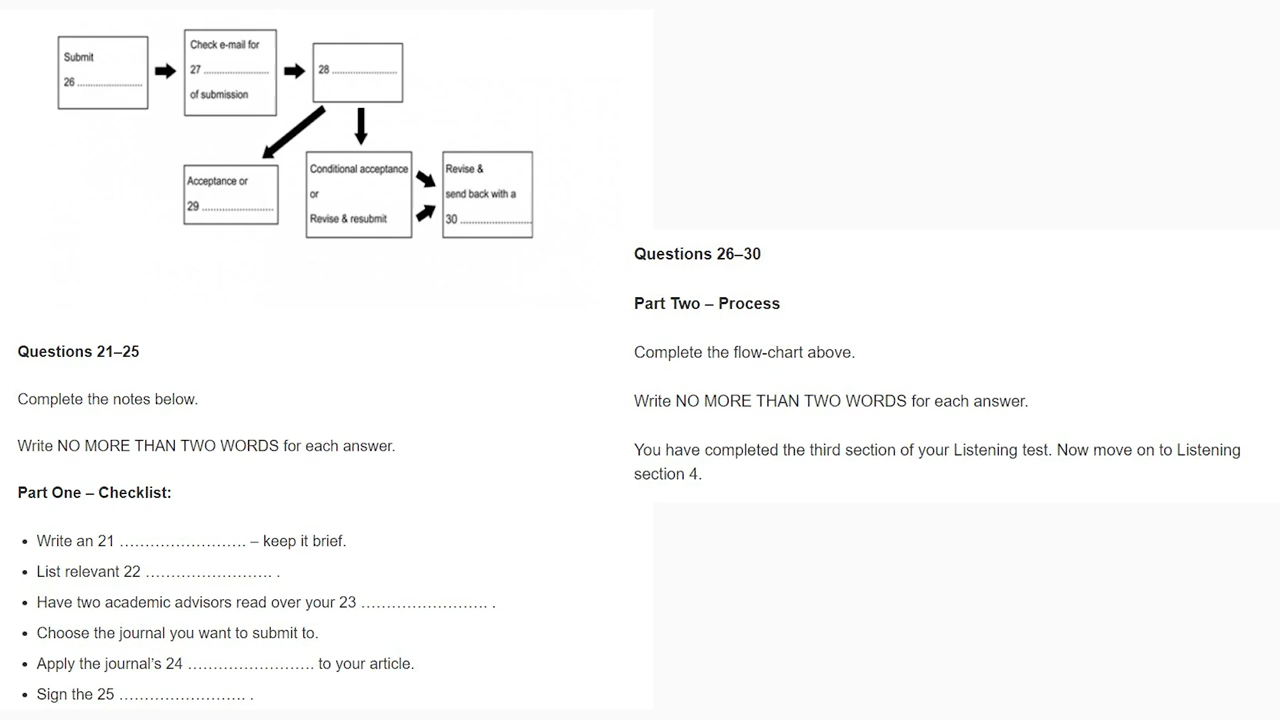 Submit
26 ........................
Check e-mail for
27 ........................
of submission
28 ........................
Acceptance or
29 ........................
Conditional acceptance
or
Revise & resubmit
Revise &
send back with a
30 ........................
Questions 21–25
Complete the notes below.
Write NO MORE THAN TWO WORDS for each answer.
Part One – Checklist:
• Write an 21 ……………………. – keep it brief.
• List relevant 22 ……………………. .
• Have two academic advisors read over your 23 ……………………. .
• Choose the journal you want to submit to.
• Apply the journal’s 24 ……………………. to your article.
• Sign the 25 ……………………. .
Questions 26–30
Part Two – Process
Complete the flow-chart above.
Write NO MORE THAN TWO WORDS for each answer.
You have completed the third section of your Listening test. Now move on to Listening
section 4.